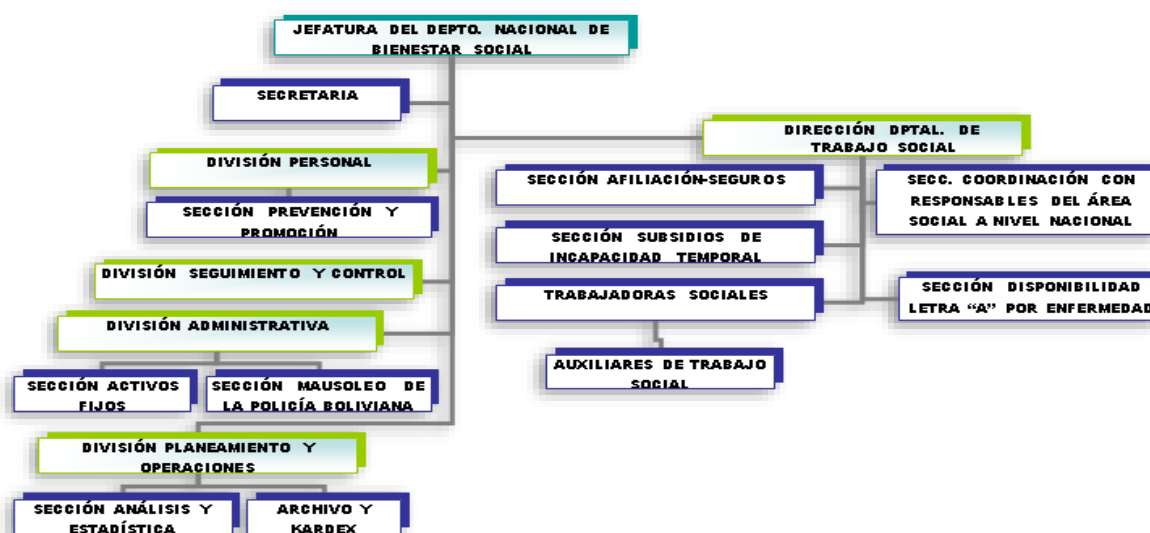 JEFATURA DEL DEPTO. NACIONAL DE
BIENESTAR SOCIAL
SECRETARIA
DIRECCIÓN DPTAL. DE
TRABAJO SOCIAL
DIVISIÓN PERSONAL
SECCIÓN PREVENCIÓN Y
PROMOCIÓN
SECCIÓN AFILIACIÓN-SEGUROS
SECC. COORDINACIÓN CON
RESPONSABLES DEL ÁREA
SOCIAL A NIVEL NACIONAL
SECCIÓN SUBSIDIOS DE
INCAPACIDAD TEMPORAL
DIVISIÓN SEGUIMIENTO Y CONTROL
TRABAJADORAS SOCIALES
SECCIÓN DISPONIBILIDAD
LETRA “A” POR ENFERMEDAD
DIVISIÓN ADMINISTRATIVA
AUXILIARES DE TRABAJO
SOCIAL
SECCIÓN ACTIVOS
FIJOS
SECCIÓN MAUSOLEO DE
LA POLICÍA BOLIVIANA
DIVISIÓN PLANEAMIENTO Y
OPERACIONES
SECCIÓN ANÁLISIS Y
ESTADÍSTICA
ARCHIVO Y
KARDEX